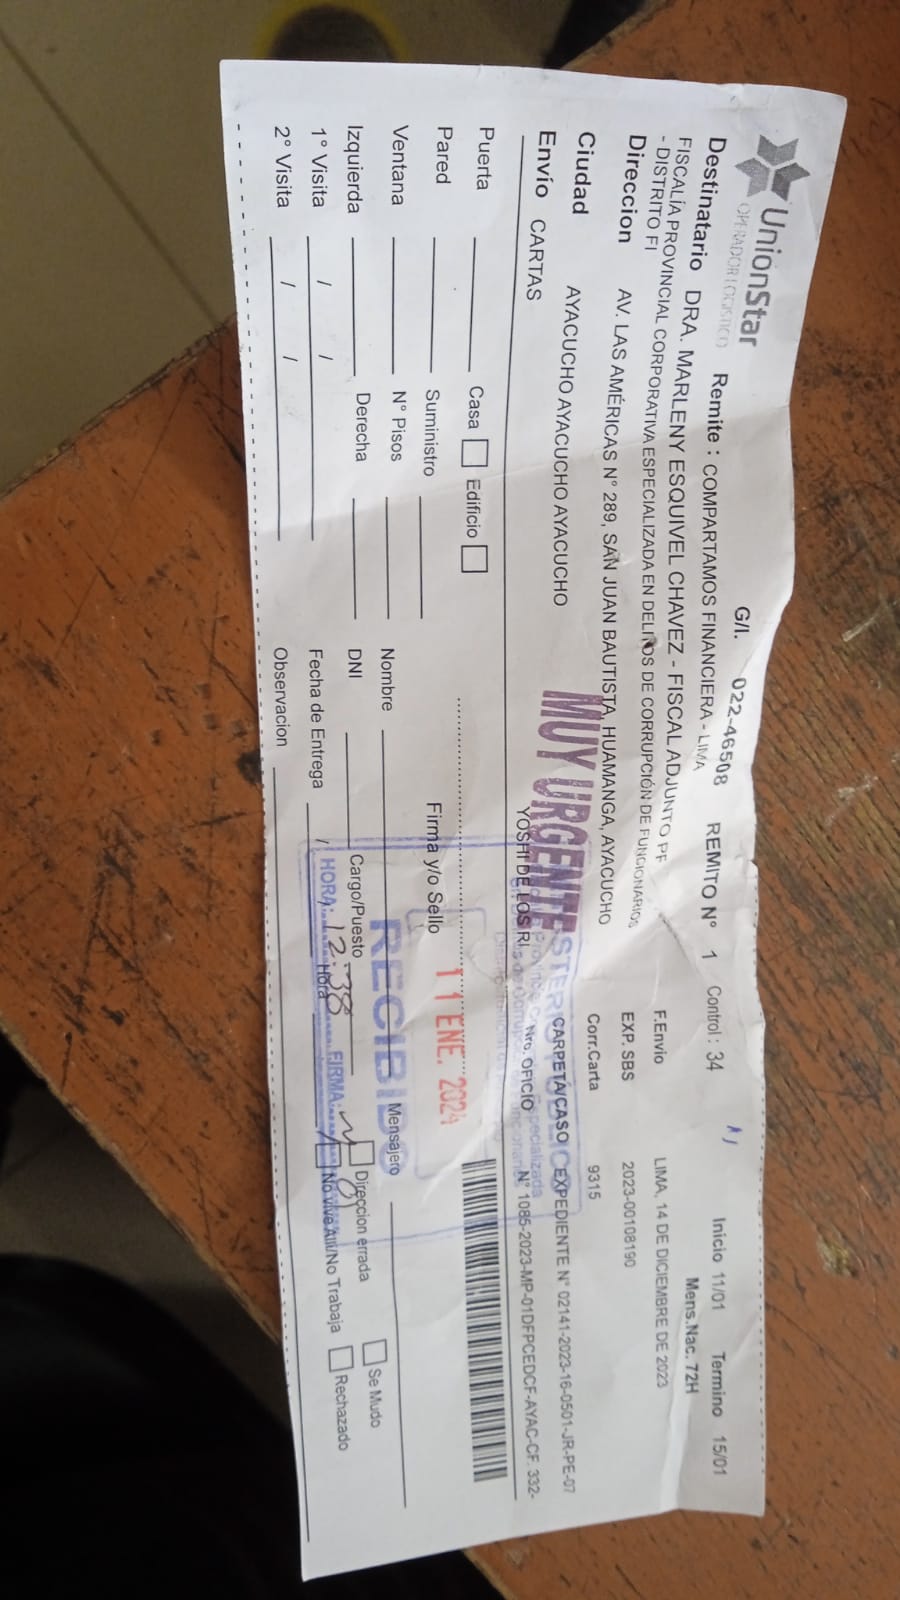 UnionStar
OPERADOR LOGISTICO
G/I. 022-46508 REMITO N° 1 Control : 34 Inicio 11/01 Termino 15/01
Remite : COMPARTAMOS FINANCIERA - LIMA
Mens.Nac. 72H
Destinatario DRA. MARLENY ESQUIVEL CHAVEZ - FISCAL ADJUNTO PF
F.Envio LIMA, 14 DE DICIEMBRE DE 2023
FISCALÍA PROVINCIAL CORPORATIVA ESPECIALIZADA EN DELITOS DE CORRUPCIÓN DE FUNCIONARIOS
- DISTRITO FI
EXP. SBS 2023-00108190
Direccion AV. LAS AMÉRICAS N° 289, SAN JUAN BAUTISTA, HUAMANGA, AYACUCHO
Corr.Carta 9315
Ciudad AYACUCHO AYACUCHO AYACUCHO
CARPETA/CASO EXPEDIENTE N° 02141-2023-16-0501-JR-PE-07
MUY URGENTE
Envío CARTAS
YOSHI DE LOS RI
Nro. OFICIO N° 1085-2023-MP-01DFPCEDCF-AYAC-CF. 332-
Puerta
Casa
Edificio
Pared
Suministro
Firma y/o Sello
11 ENE. 2024
Ventana
N° Pisos
Nombre
RECIBIDO
Mensajero
Izquierda
Derecha
DNI
Cargo/Puesto
Direccion errada
Se Mudo
1° Visita / /
Fecha de Entrega /
Hora
HORA: 12:38 FIRMA:
No vive Alli/No Trabaja
Rechazado
2° Visita / /
Observacion